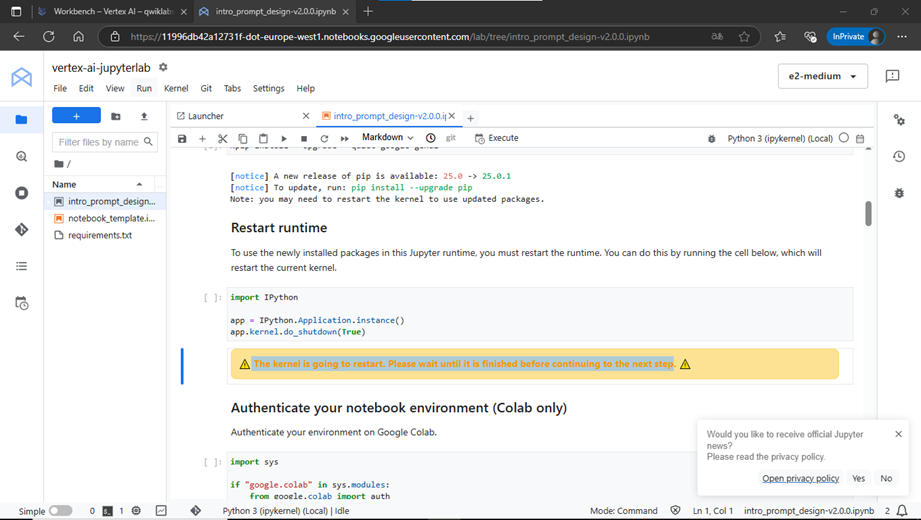 Workbench – Vertex AI – qwiklabs
intro_prompt_design-v2.0.0.ipynb
https://11996db42a12731f-dot-europe-west1.notebooks.googleusercontent.com/lab/tree/intro_prompt_design-v2.0.0.ipynb
InPrivate
vertex-ai-jupyterlab
File Edit View Run Kernel Git Tabs Settings Help
e2-medium
Filter files by name
/
Name
intro_prompt_design...
notebook_template.i...
requirements.txt
Launcher
intro_prompt_design-v2.0.0.i
Markdown
git
Execute
Python 3 (ipykernel) (Local)
[notice] A new release of pip is available: 25.0 -> 25.0.1
[notice] To update, run: pip install --upgrade pip
Note: you may need to restart the kernel to use updated packages.
Restart runtime
To use the newly installed packages in this Jupyter runtime, you must restart the runtime. You can do this by running the cell below, which will
restart the current kernel.
[ ]:
import IPython
app = IPython.Application.instance()
app.kernel.do_shutdown(True)
⚠ The kernel is going to restart. Please wait until it is finished before continuing to the next step. ⚠
Authenticate your notebook environment (Colab only)
Authenticate your environment on Google Colab.
[ ]:
import sys
if "google.colab" in sys.modules:
from google.colab import auth
Would you like to receive official Jupyter
news?
Please read the privacy policy.
Open privacy policy Yes No
Simple 0 1 Python 3 (ipykernel) (Local) | Idle Mode: Command Ln 1, Col 1 intro_prompt_design-v2.0.0.ipynb 2